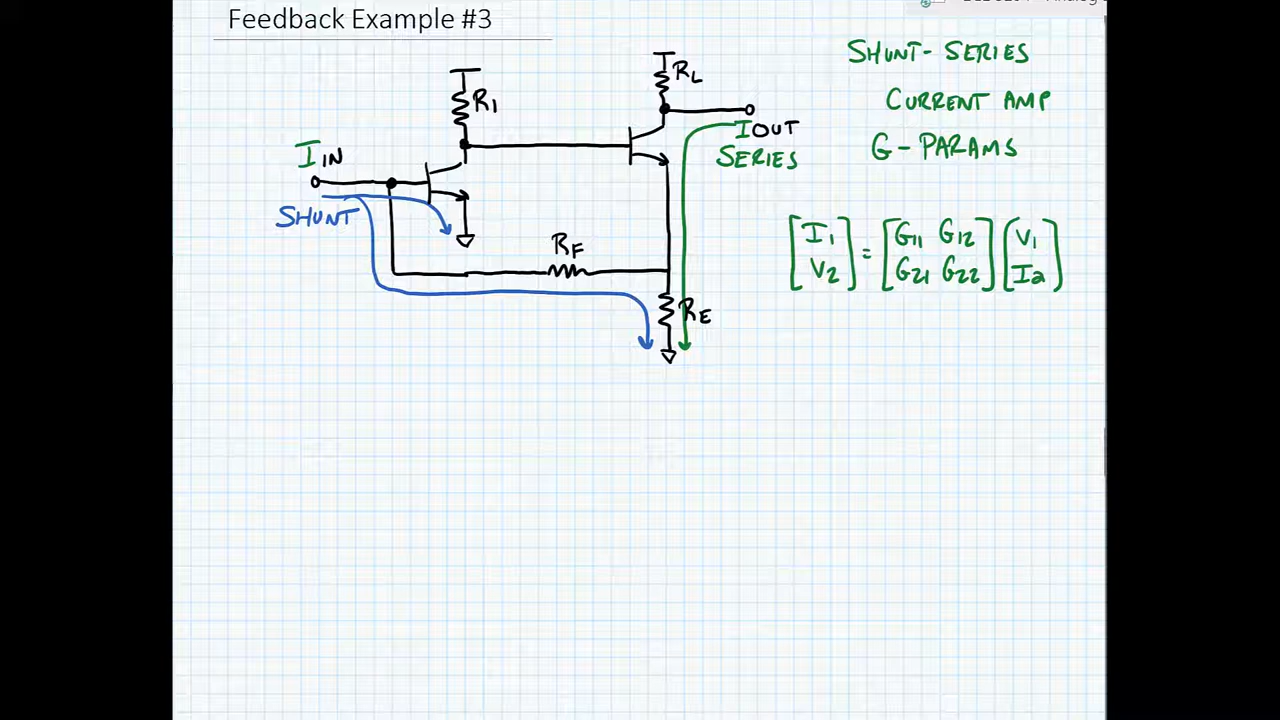 Feedback Example #3
SHUNT-SERIES
CURRENT AMP
G-PARAMS
R1
RL
IIN
IOUT
SERIES
SHUNT
RF
RE
[I1 V2] = [G11 G12 G21 G22] (V1 I2)